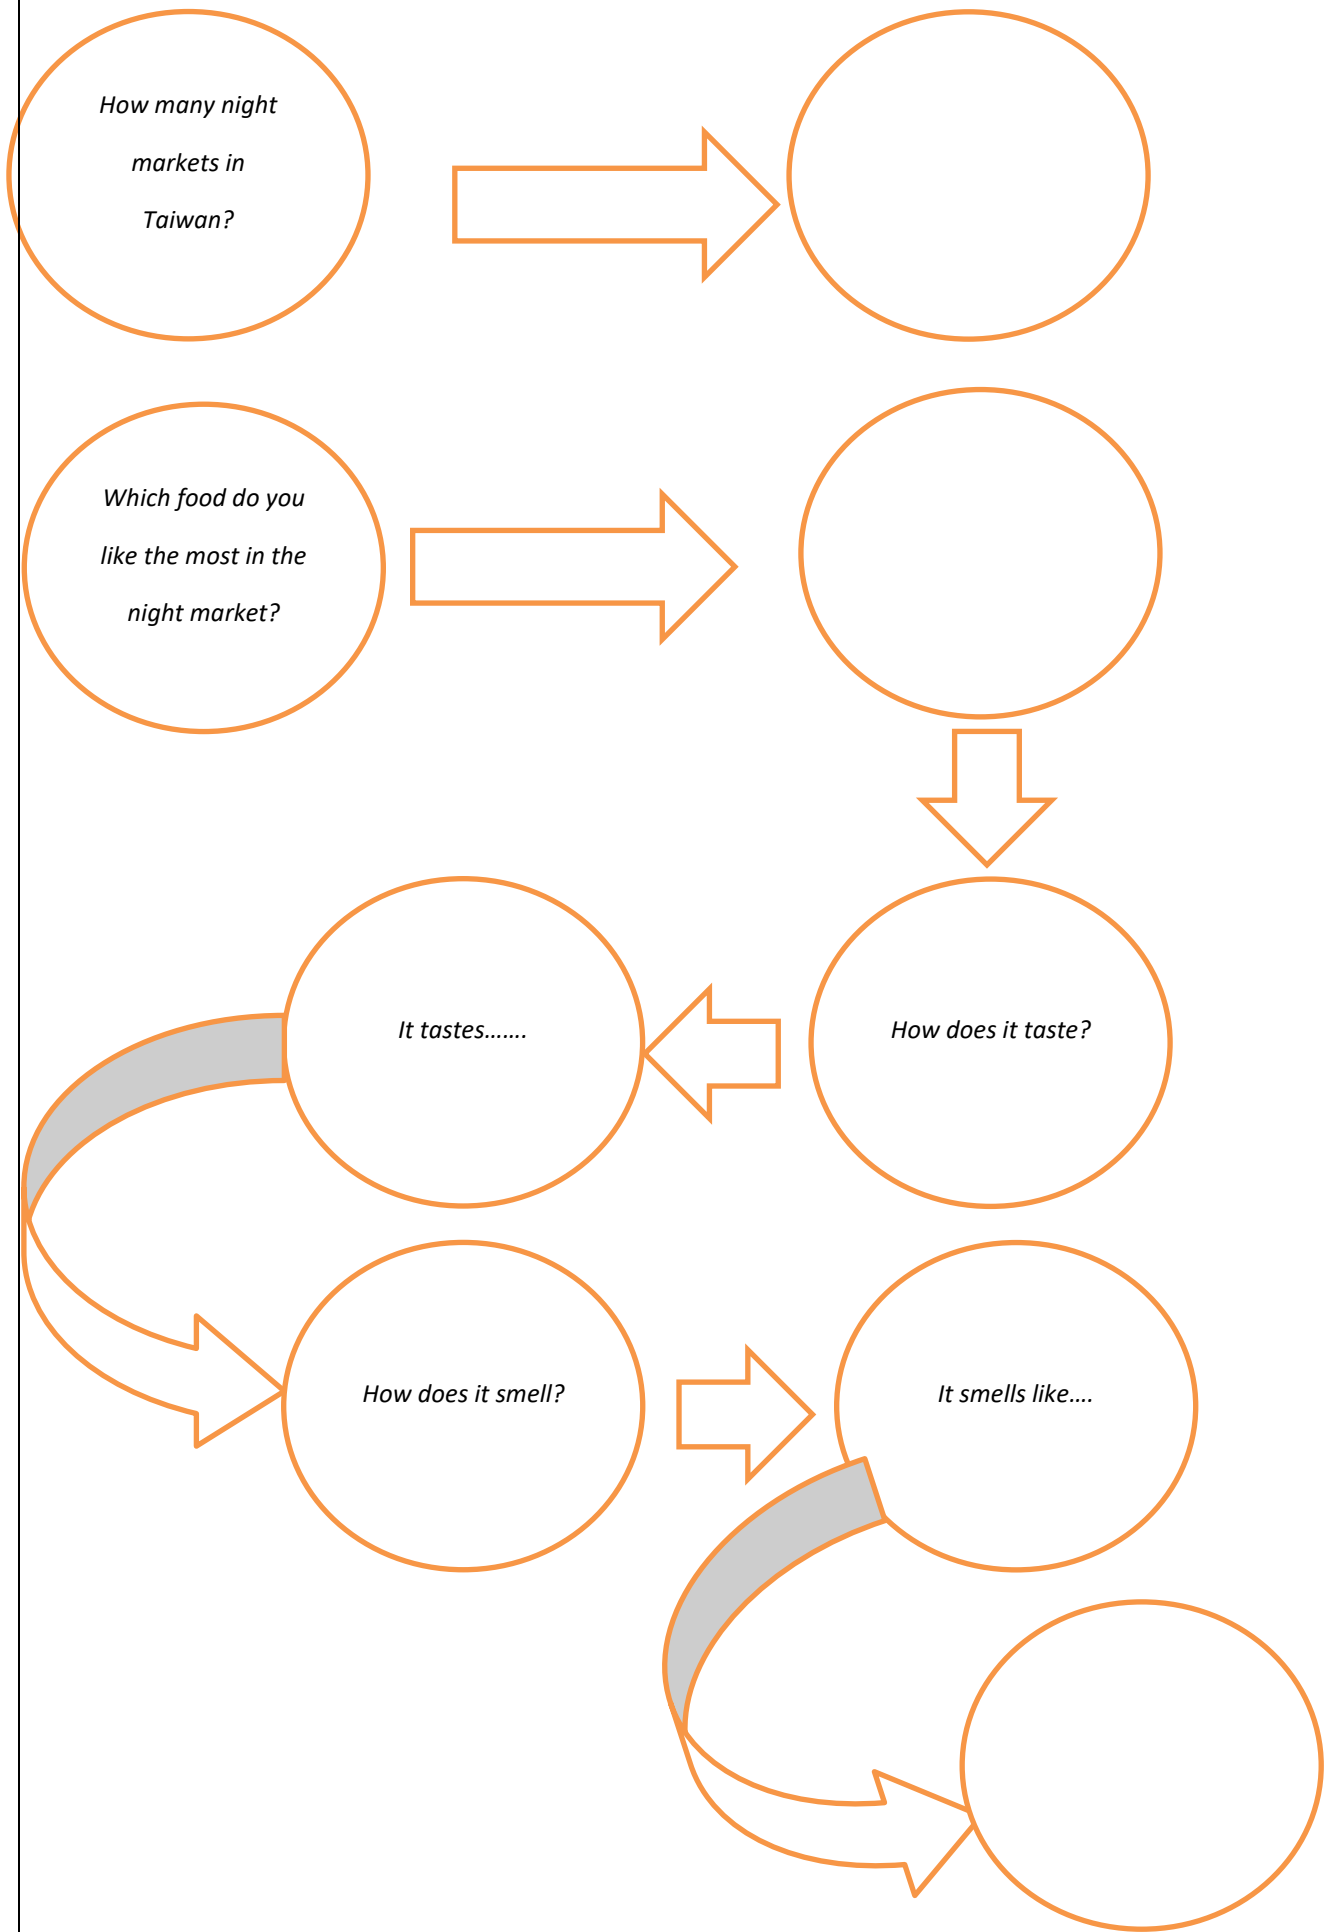 How many night
markets in
Taiwan?
Which food do you
like the most in the
night market?
It tastes.......
How does it taste?
How does it smell?
It smells like....